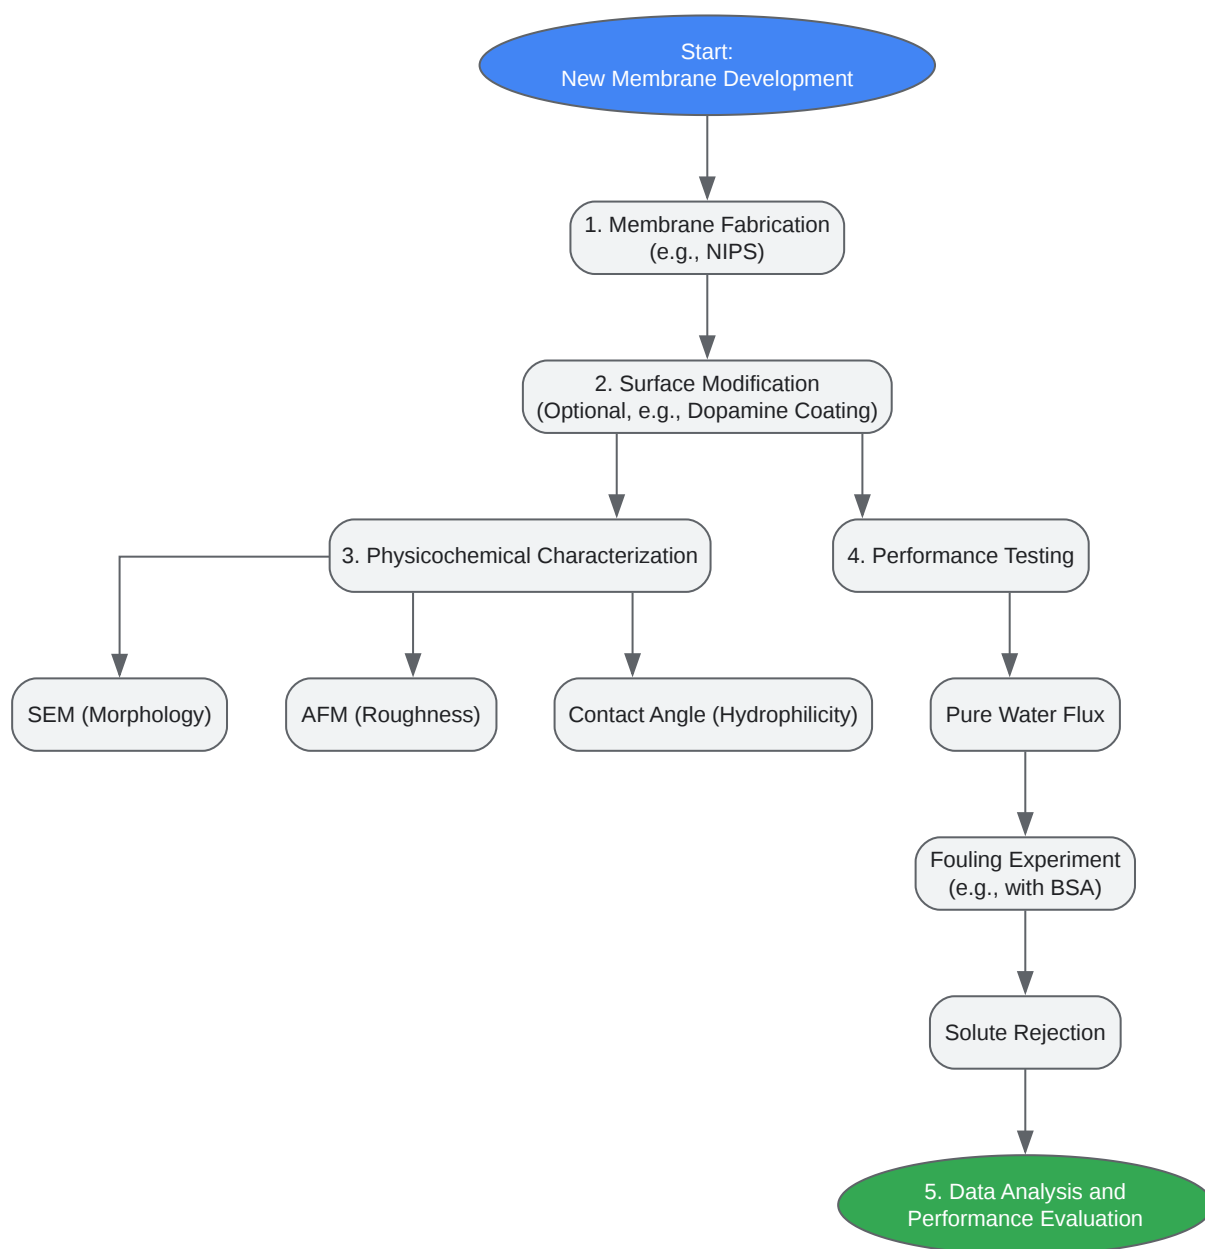 Start:
New Membrane Development
1. Membrane Fabrication
(e.g., NIPS)
2. Surface Modification
(Optional, e.g., Dopamine Coating)
3. Physicochemical Characterization
4. Performance Testing
SEM (Morphology)
AFM (Roughness)
Contact Angle (Hydrophilicity)
Pure Water Flux
Fouling Experiment
(e.g., with BSA)
Solute Rejection
5. Data Analysis and
Performance Evaluation